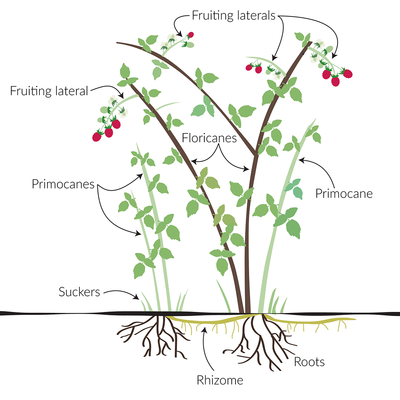 Fruiting laterals
Fruiting lateral
Floricanes
Primocanes
Primocane
Suckers
Roots
Rhizome